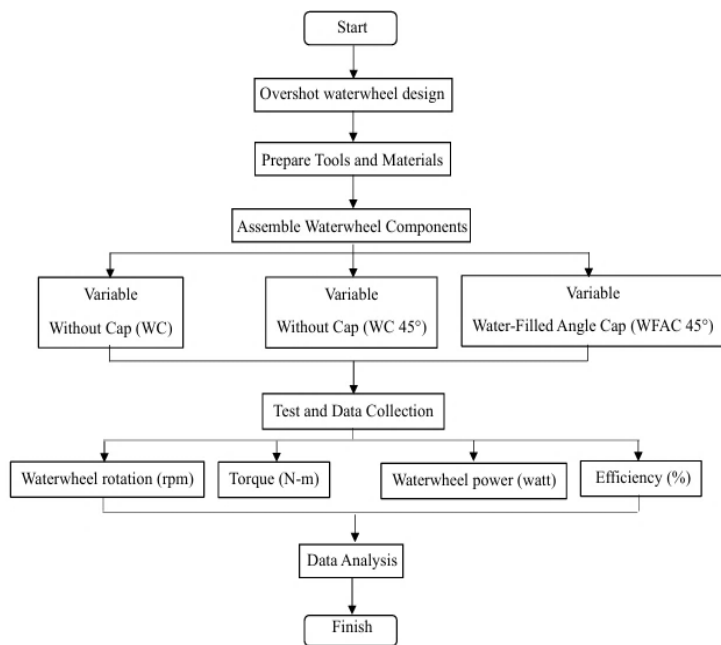 Start
Overshot waterwheel design
Prepare Tools and Materials
Assemble Waterwheel Components
Variable
Without Cap (WC)
Variable
Without Cap (WC 45°)
Variable
Water-Filled Angle Cap (WFAC 45°)
Test and Data Collection
Waterwheel rotation (rpm)
Torque (N-m)
Waterwheel power (watt)
Efficiency (%)
Data Analysis
Finish